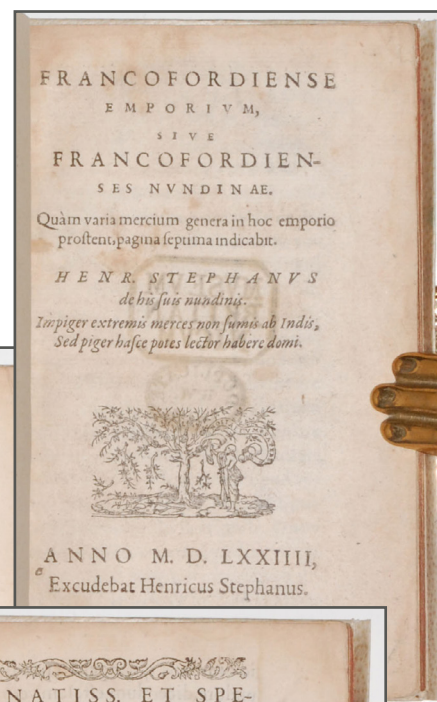 FRANCOFORDIENSE
EMPORIVM,
SIVE
FRANCOFORDIEN-
SES NVNDINAE.
Quàm varia mercium genera in hoc emporio
prostent, pagina septima indicabit.
HENR. STEPHANVS
de his suis nundinis.
Impiger extremis merces non sumis ab Indis,
Sed piger hasce potes lector habere domi.
ANNO M. D. LXXIIII,
Excudebat Henricus Stephanus.
NATISS. ET SPE-